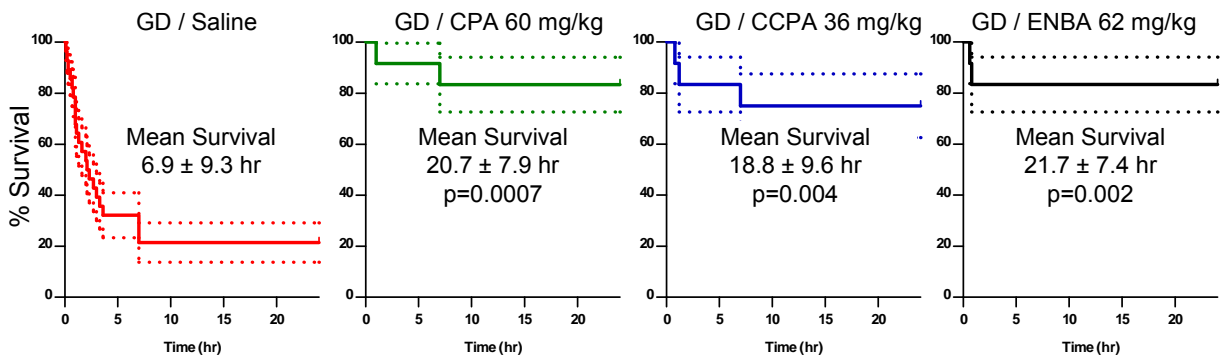 GD / Saline
GD / CPA 60 mg/kg
GD / CCPA 36 mg/kg
GD / ENBA 62 mg/kg
% Survival
100
80
60
40
20
0
0 5 10 15 20
Time (hr)
Mean Survival
6.9 ± 9.3 hr
100
80
60
40
20
0
0 5 10 15 20
Time (hr)
Mean Survival
20.7 ± 7.9 hr
p=0.0007
100
80
60
40
20
0
0 5 10 15 20
Time (hr)
Mean Survival
18.8 ± 9.6 hr
p=0.004
100
80
60
40
20
0
0 5 10 15 20
Time (hr)
Mean Survival
21.7 ± 7.4 hr
p=0.002